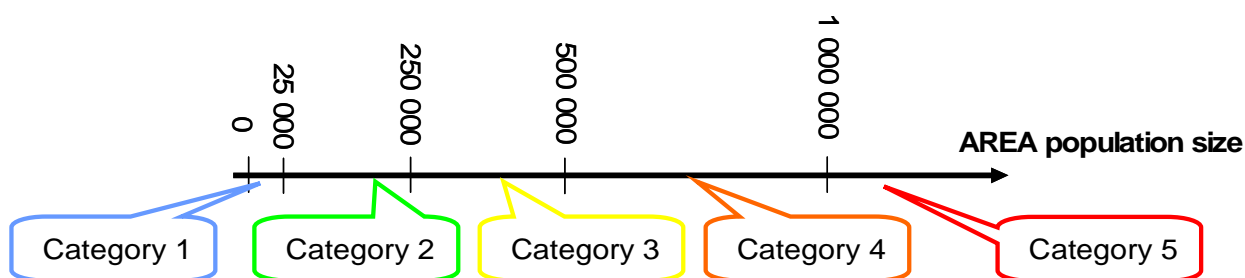 0
25 000
250 000
500 000
1 000 000
AREA population size
Category 1
Category 2
Category 3
Category 4
Category 5